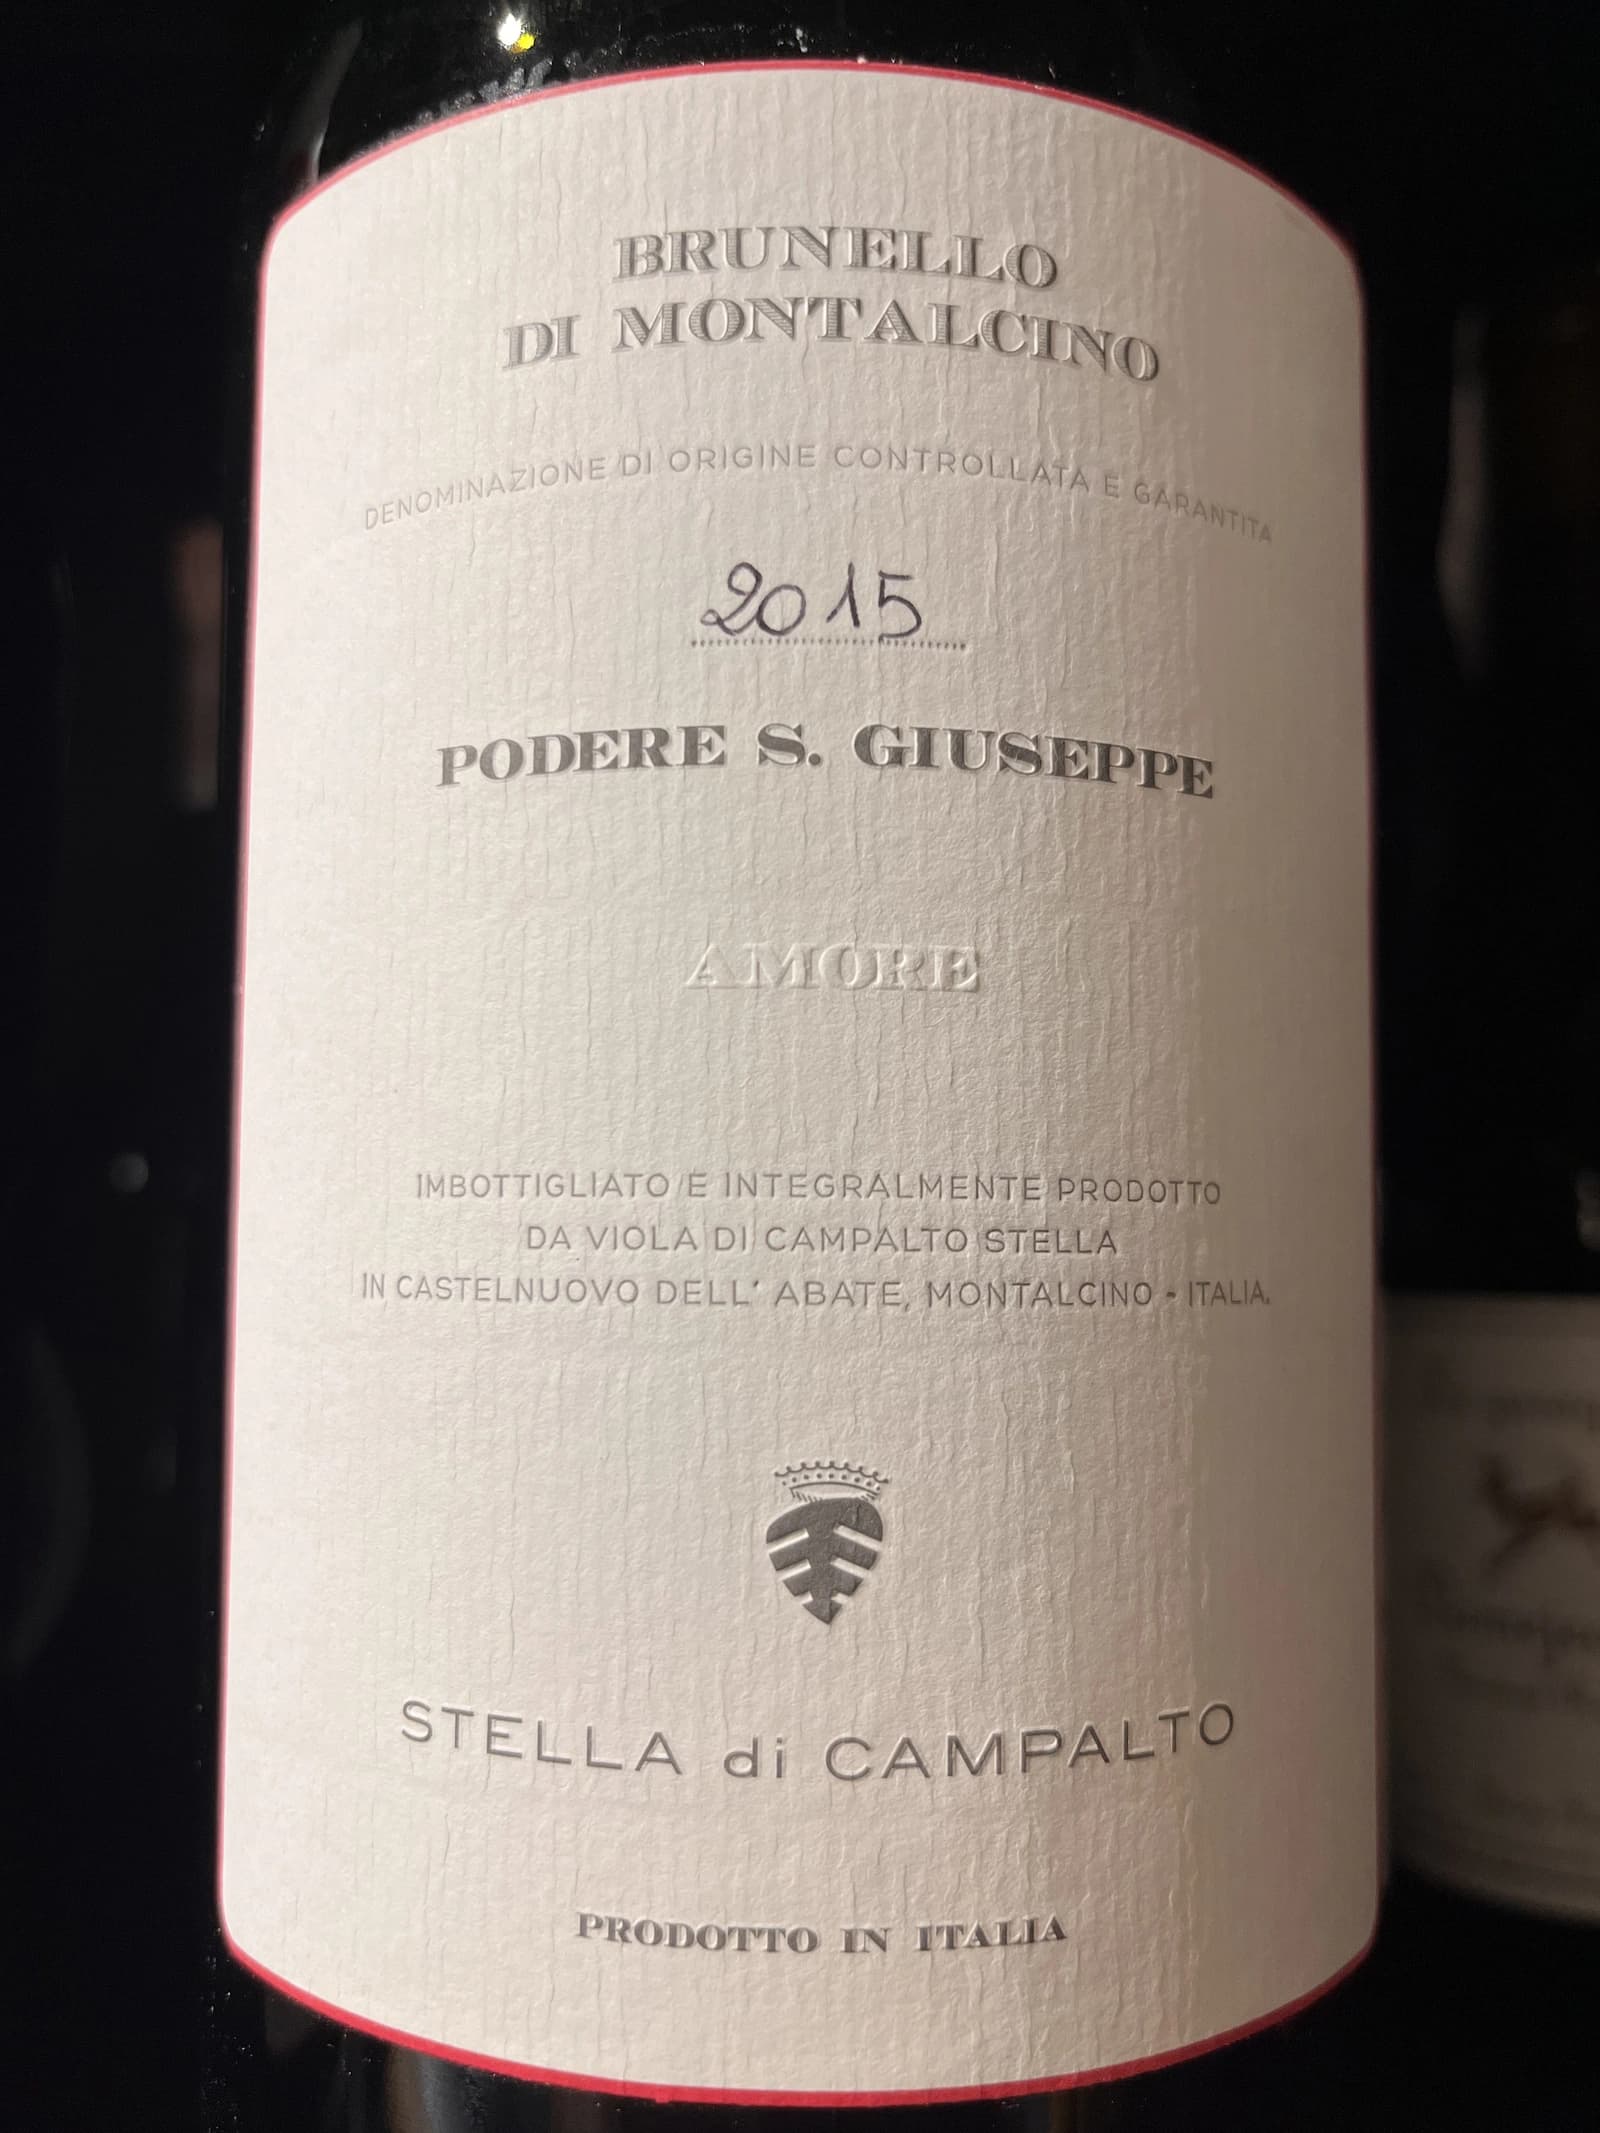 BRUNELLO
DI MONTALCINO
DENOMINAZIONE DI ORIGINE CONTROLLATA E GARANTITA
2015
PODERE S. GIUSEPPE
AMORE
IMBOTTIGLIATO E INTEGRALMENTE PRODOTTO
DA VIOLA DI CAMPALTO STELLA
IN CASTELNUOVO DELL' ABATE, MONTALCINO - ITALIA.
STELLA di CAMPALTO
PRODOTTO IN ITALIA